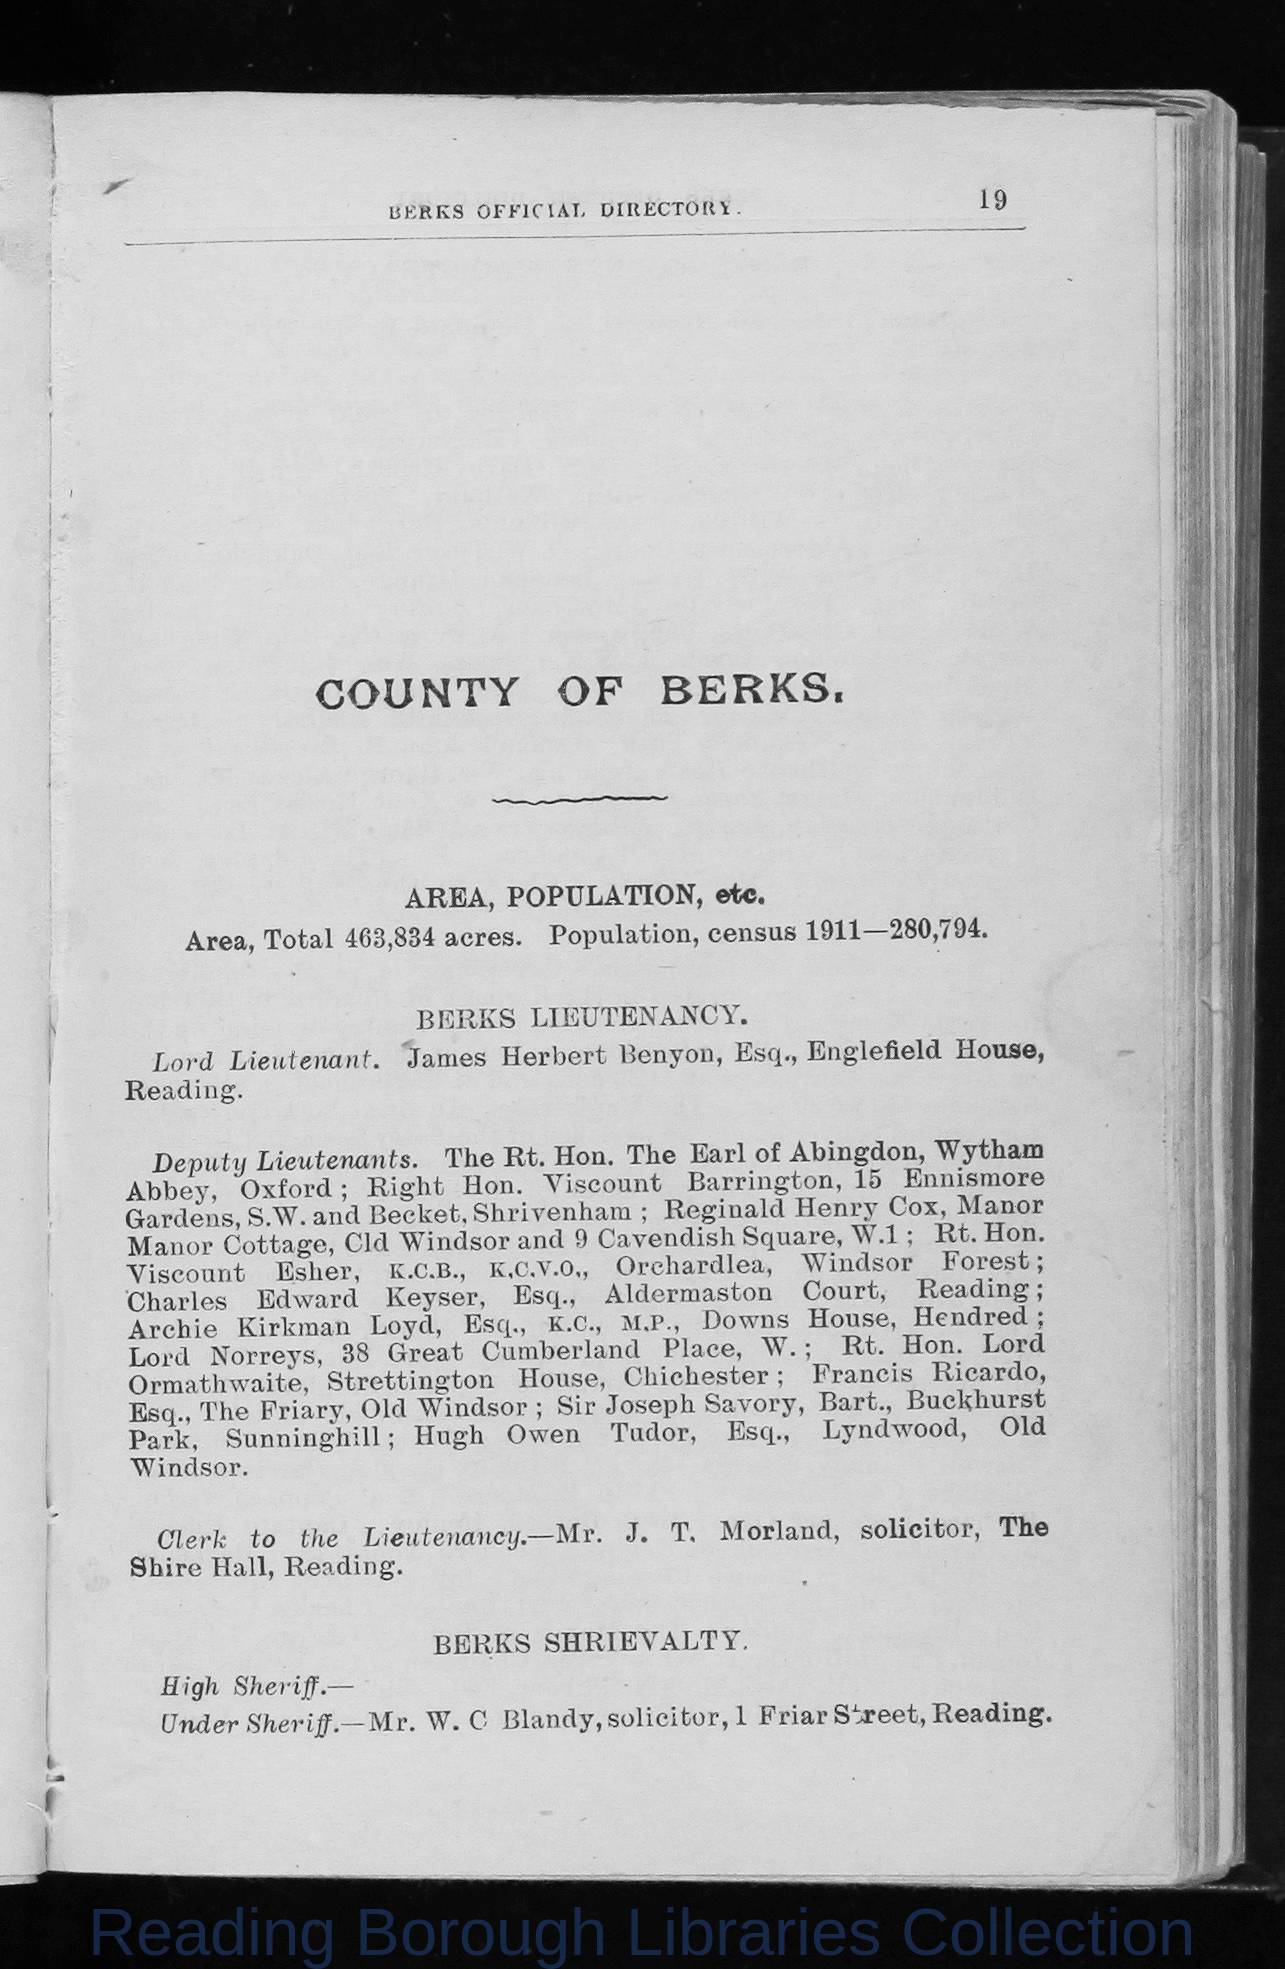 BERKS OFFICIAL DIRECTORY. 19
COUNTY OF BERKS.
AREA, POPULATION, etc.
Area, Total 463,834 acres. Population, census 1911—280,794.
BERKS LIEUTENANCY.
Lord Lieutenant. James Herbert Benyon, Esq., Englefield House,
Reading.
Deputy Lieutenants. The Rt. Hon. The Earl of Abingdon, Wytham
Abbey, Oxford; Right Hon. Viscount Barrington, 15 Ennismore
Gardens, S.W. and Becket, Shrivenham; Reginald Henry Cox, Manor
Manor Cottage, Cld Windsor and 9 Cavendish Square, W.1; Rt. Hon.
Viscount Esher, K.C.B., K.C.V.O., Orchardlea, Windsor Forest;
Charles Edward Keyser, Esq., Aldermaston Court, Reading;
Archie Kirkman Loyd, Esq., K.C., M.P., Downs House, Hendred;
Lord Norreys, 38 Great Cumberland Place, W.; Rt. Hon. Lord
Ormathwaite, Strettington House, Chichester; Francis Ricardo,
Esq., The Friary, Old Windsor; Sir Joseph Savory, Bart., Buckhurst
Park, Sunninghill; Hugh Owen Tudor, Esq., Lyndwood, Old
Windsor.
Clerk to the Lieutenancy.—Mr. J. T. Morland, solicitor, The
Shire Hall, Reading.
BERKS SHRIEVALTY.
High Sheriff.—
Under Sheriff.—Mr. W. C Blandy, solicitor, 1 Friar Street, Reading.
Reading Borough Libraries Collection